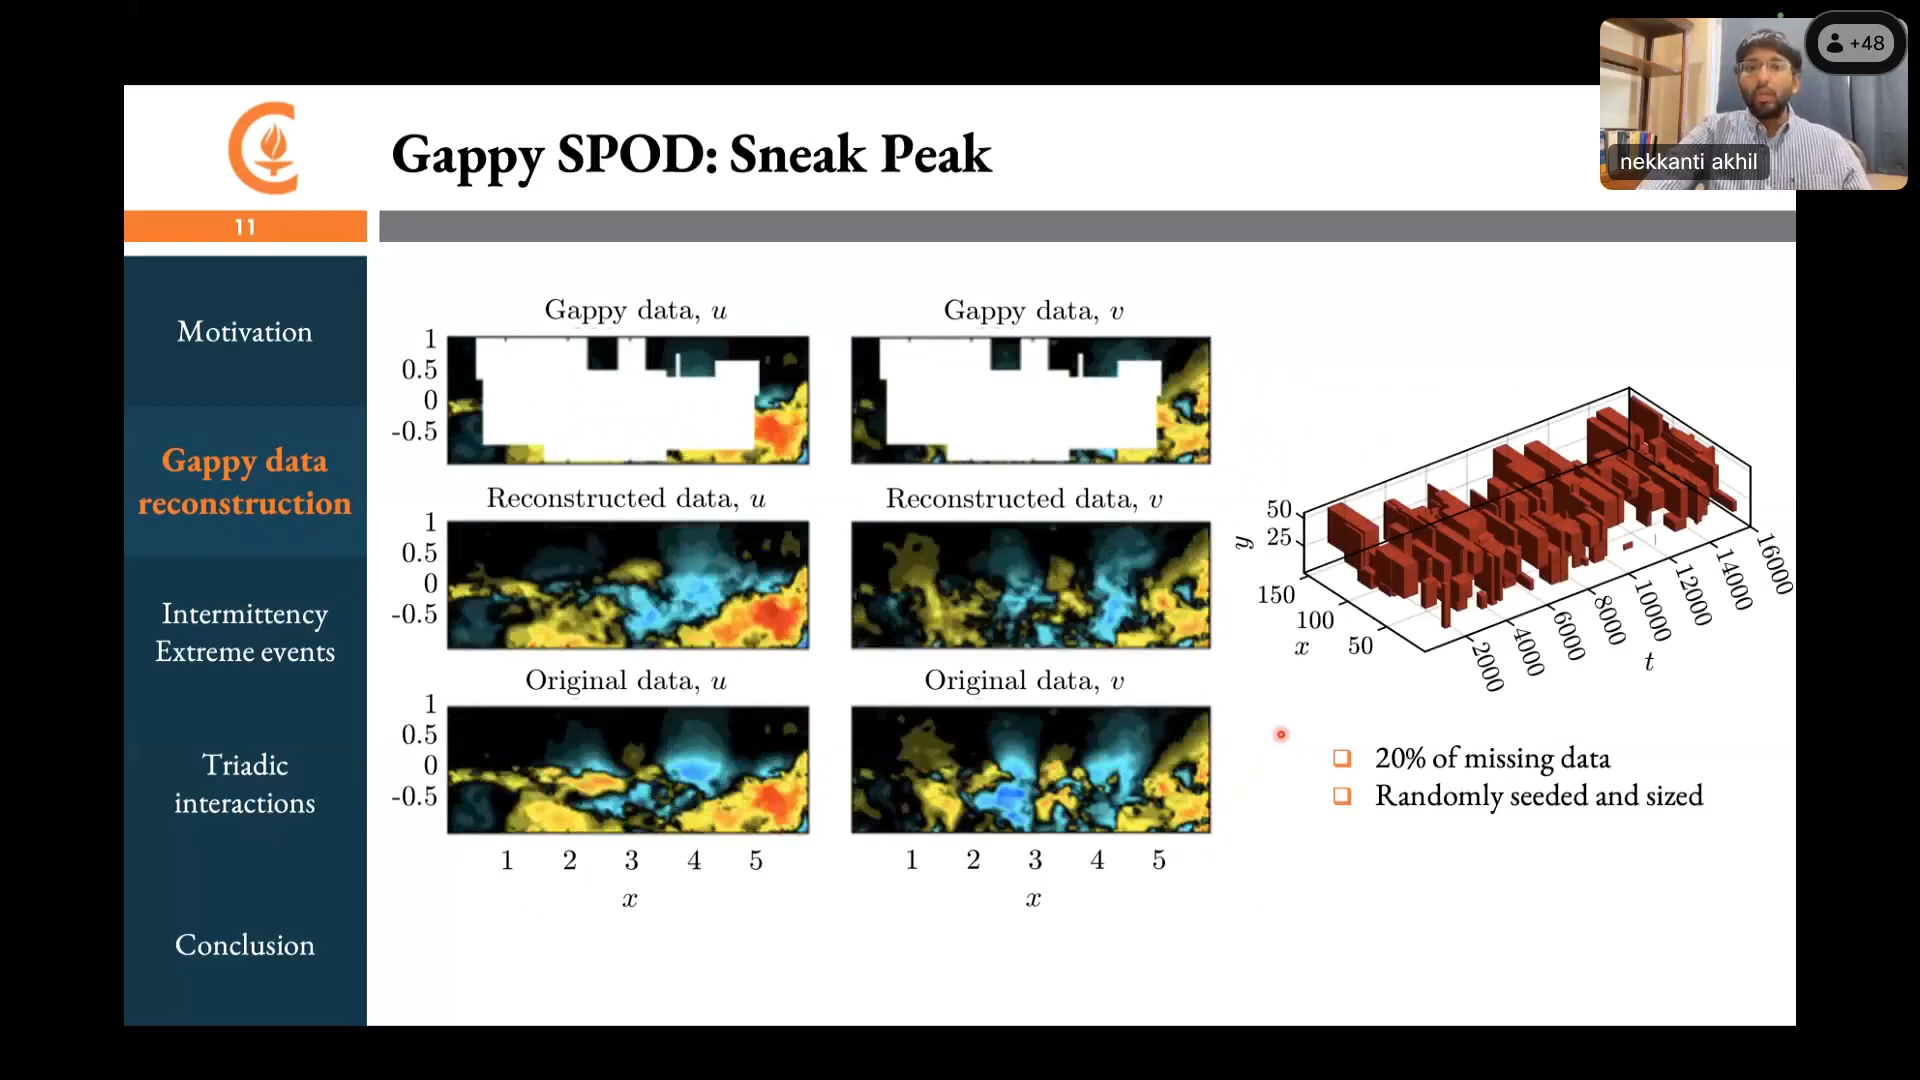 +48
nekkanti akhil
Gappy SPOD: Sneak Peak
11
Motivation
Gappy data
reconstruction
Intermittency
Extreme events
Triadic
interactions
Conclusion
Gappy data, u
1
0.5
0
-0.5
Gappy data, v
Reconstructed data, u
1
0.5
0
-0.5
Reconstructed data, v
Original data, u
1
0.5
0
-0.5
1 2 3 4 5
x
Original data, v
1 2 3 4 5
x
50
25
y
150
100
50
x
2000
4000
6000
8000
10000
12000
14000
16000
t
20% of missing data
Randomly seeded and sized